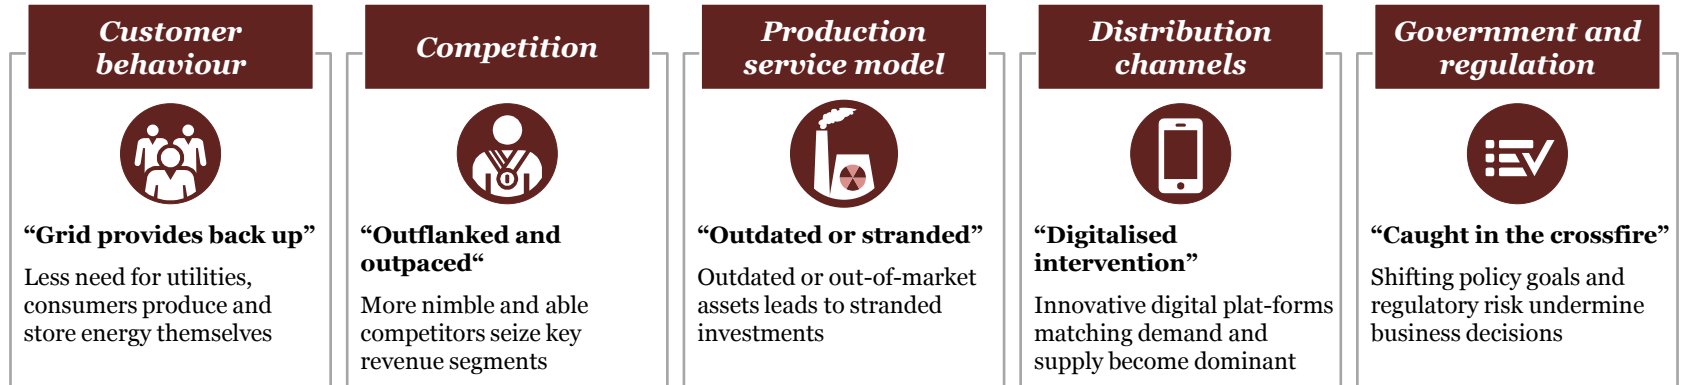 Customer
behaviour
“Grid provides back up”
Less need for utilities,
consumers produce and
store energy themselves
Competition
“Outflanked and
outpaced“
More nimble and able
competitors seize key
revenue segments
Production
service model
“Outdated or stranded”
Outdated or out-of-market
assets leads to stranded
investments
Distribution
channels
“Digitalised
intervention”
Innovative digital plat-forms
matching demand and
supply become dominant
Government and
regulation
“Caught in the crossfire”
Shifting policy goals and
regulatory risk undermine
business decisions